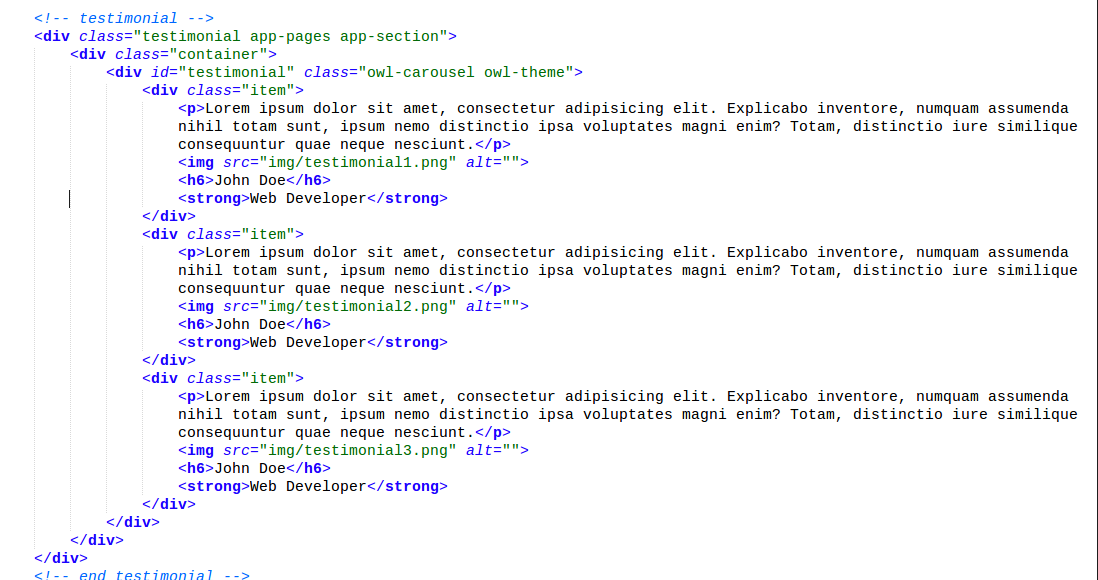 <!-- testimonial -->
<div class="testimonial app-pages app-section">
    <div class="container">
        <div id="testimonial" class="owl-carousel owl-theme">
            <div class="item">
                <p>Lorem ipsum dolor sit amet, consectetur adipisicing elit. Explicabo inventore, numquam assumenda
                nihil totam sunt, ipsum nemo distinctio ipsa voluptates magni enim? Totam, distinctio iure similique
                consequuntur quae neque nesciunt.</p>
                <img src="img/testimonial1.png" alt="">
                <h6>John Doe</h6>
                <strong>Web Developer</strong>
            </div>
            <div class="item">
                <p>Lorem ipsum dolor sit amet, consectetur adipisicing elit. Explicabo inventore, numquam assumenda
                nihil totam sunt, ipsum nemo distinctio ipsa voluptates magni enim? Totam, distinctio iure similique
                consequuntur quae neque nesciunt.</p>
                <img src="img/testimonial2.png" alt="">
                <h6>John Doe</h6>
                <strong>Web Developer</strong>
            </div>
            <div class="item">
                <p>Lorem ipsum dolor sit amet, consectetur adipisicing elit. Explicabo inventore, numquam assumenda
                nihil totam sunt, ipsum nemo distinctio ipsa voluptates magni enim? Totam, distinctio iure similique
                consequuntur quae neque nesciunt.</p>
                <img src="img/testimonial3.png" alt="">
                <h6>John Doe</h6>
                <strong>Web Developer</strong>
            </div>
        </div>
    </div>
</div>
<!-- end testimonial -->